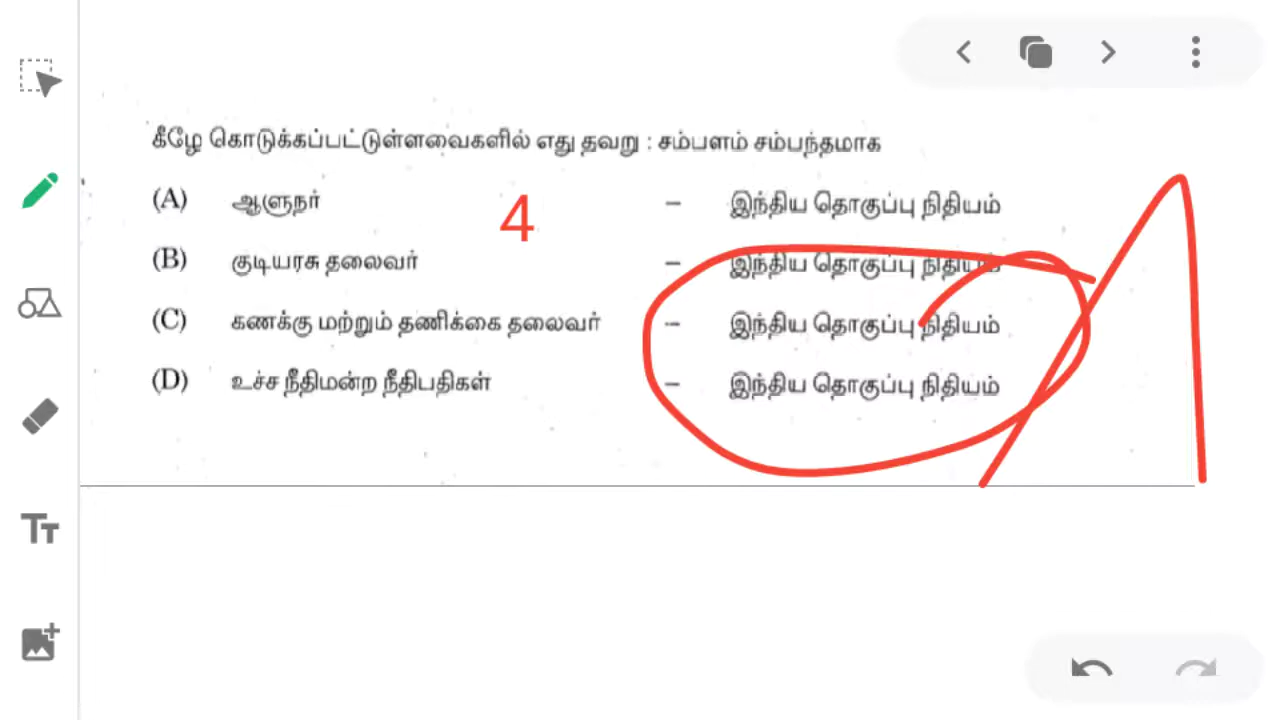 கீழே கொடுக்கப்பட்டுள்ளவைகளில் எது தவறு : சம்பளம் சம்பந்தமாக
(A) ஆளுநர் – இந்திய தொகுப்பு நிதியம்
4
(B) குடியரசு தலைவர் – இந்திய தொகுப்பு நிதியம்
(C) கணக்கு மற்றும் தணிக்கை தலைவர் – இந்திய தொகுப்பு நிதியம்
(D) உச்ச நீதிமன்ற நீதிபதிகள் – இந்திய தொகுப்பு நிதியம்
TT